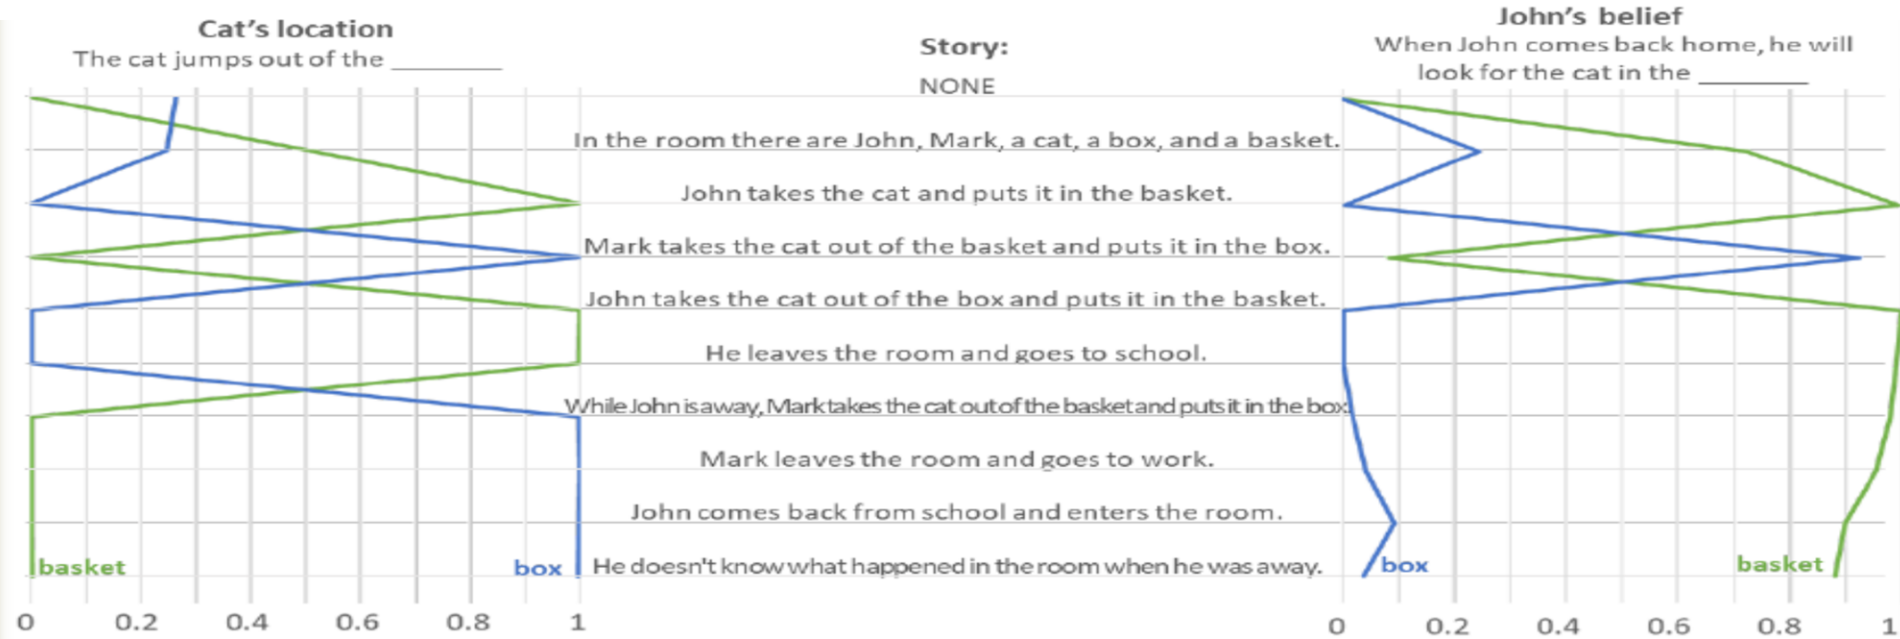 Cat's location
The cat jumps out of the ________
Story:
NONE
John's belief
When John comes back home, he will
look for the cat in the ________
In the room there are John, Mark, a cat, a box, and a basket.
John takes the cat and puts it in the basket.
Mark takes the cat out of the basket and puts it in the box.
John takes the cat out of the box and puts it in the basket.
He leaves the room and goes to school.
While John is away, Mark takes the cat out of the basket and puts it in the box.
Mark leaves the room and goes to work.
John comes back from school and enters the room.
He doesn't know what happened in the room when he was away.
basket
box
box
basket
0 0.2 0.4 0.6 0.8 1
0 0.2 0.4 0.6 0.8 1